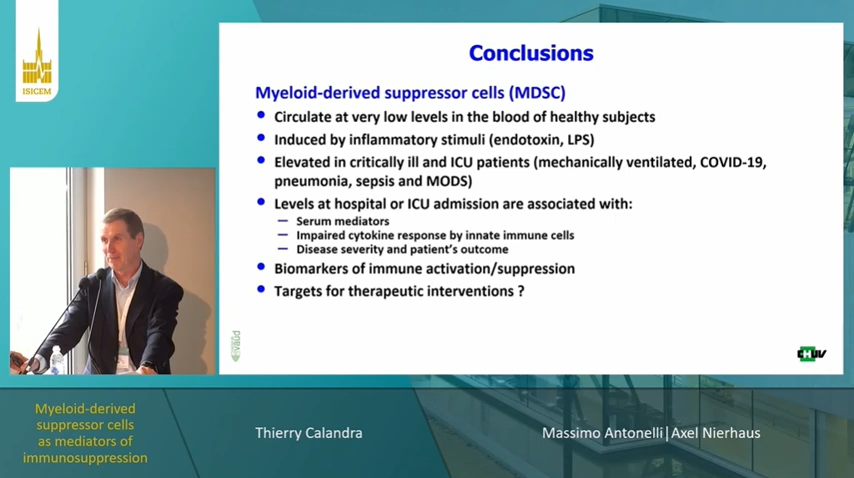 ISICEM
Conclusions
Myeloid-derived suppressor cells (MDSC)
• Circulate at very low levels in the blood of healthy subjects
• Induced by inflammatory stimuli (endotoxin, LPS)
• Elevated in critically ill and ICU patients (mechanically ventilated, COVID-19,
pneumonia, sepsis and MODS)
• Levels at hospital or ICU admission are associated with:
– Serum mediators
– Impaired cytokine response by innate immune cells
– Disease severity and patient's outcome
• Biomarkers of immune activation/suppression
• Targets for therapeutic interventions ?
vaud
CHUV
Myeloid-derived
suppressor cells
as mediators of
immunosuppression
Thierry Calandra
Massimo Antonelli|Axel Nierhaus